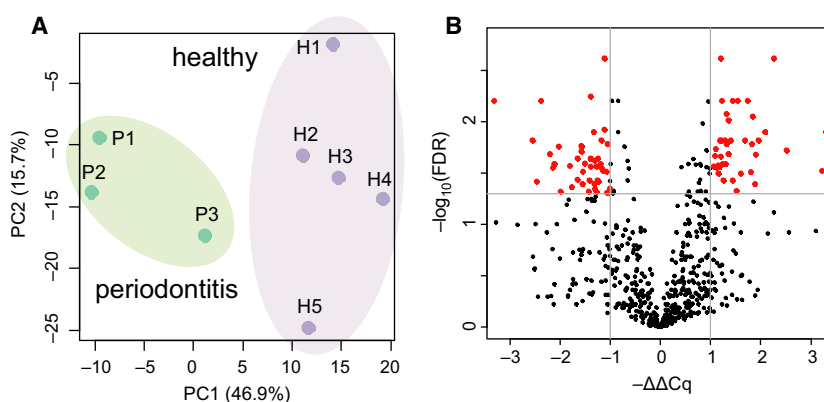 A
healthy
H1
H2
H3
H4
H5
P1
P2
P3
periodontitis
PC2 (15.7%)
−5
−10
−15
−20
−25
−10
−5
0
5
10
15
20
PC1 (46.9%)
B
−log10(FDR)
2
1
0
−3
−2
−1
0
1
2
3
−ΔΔCq